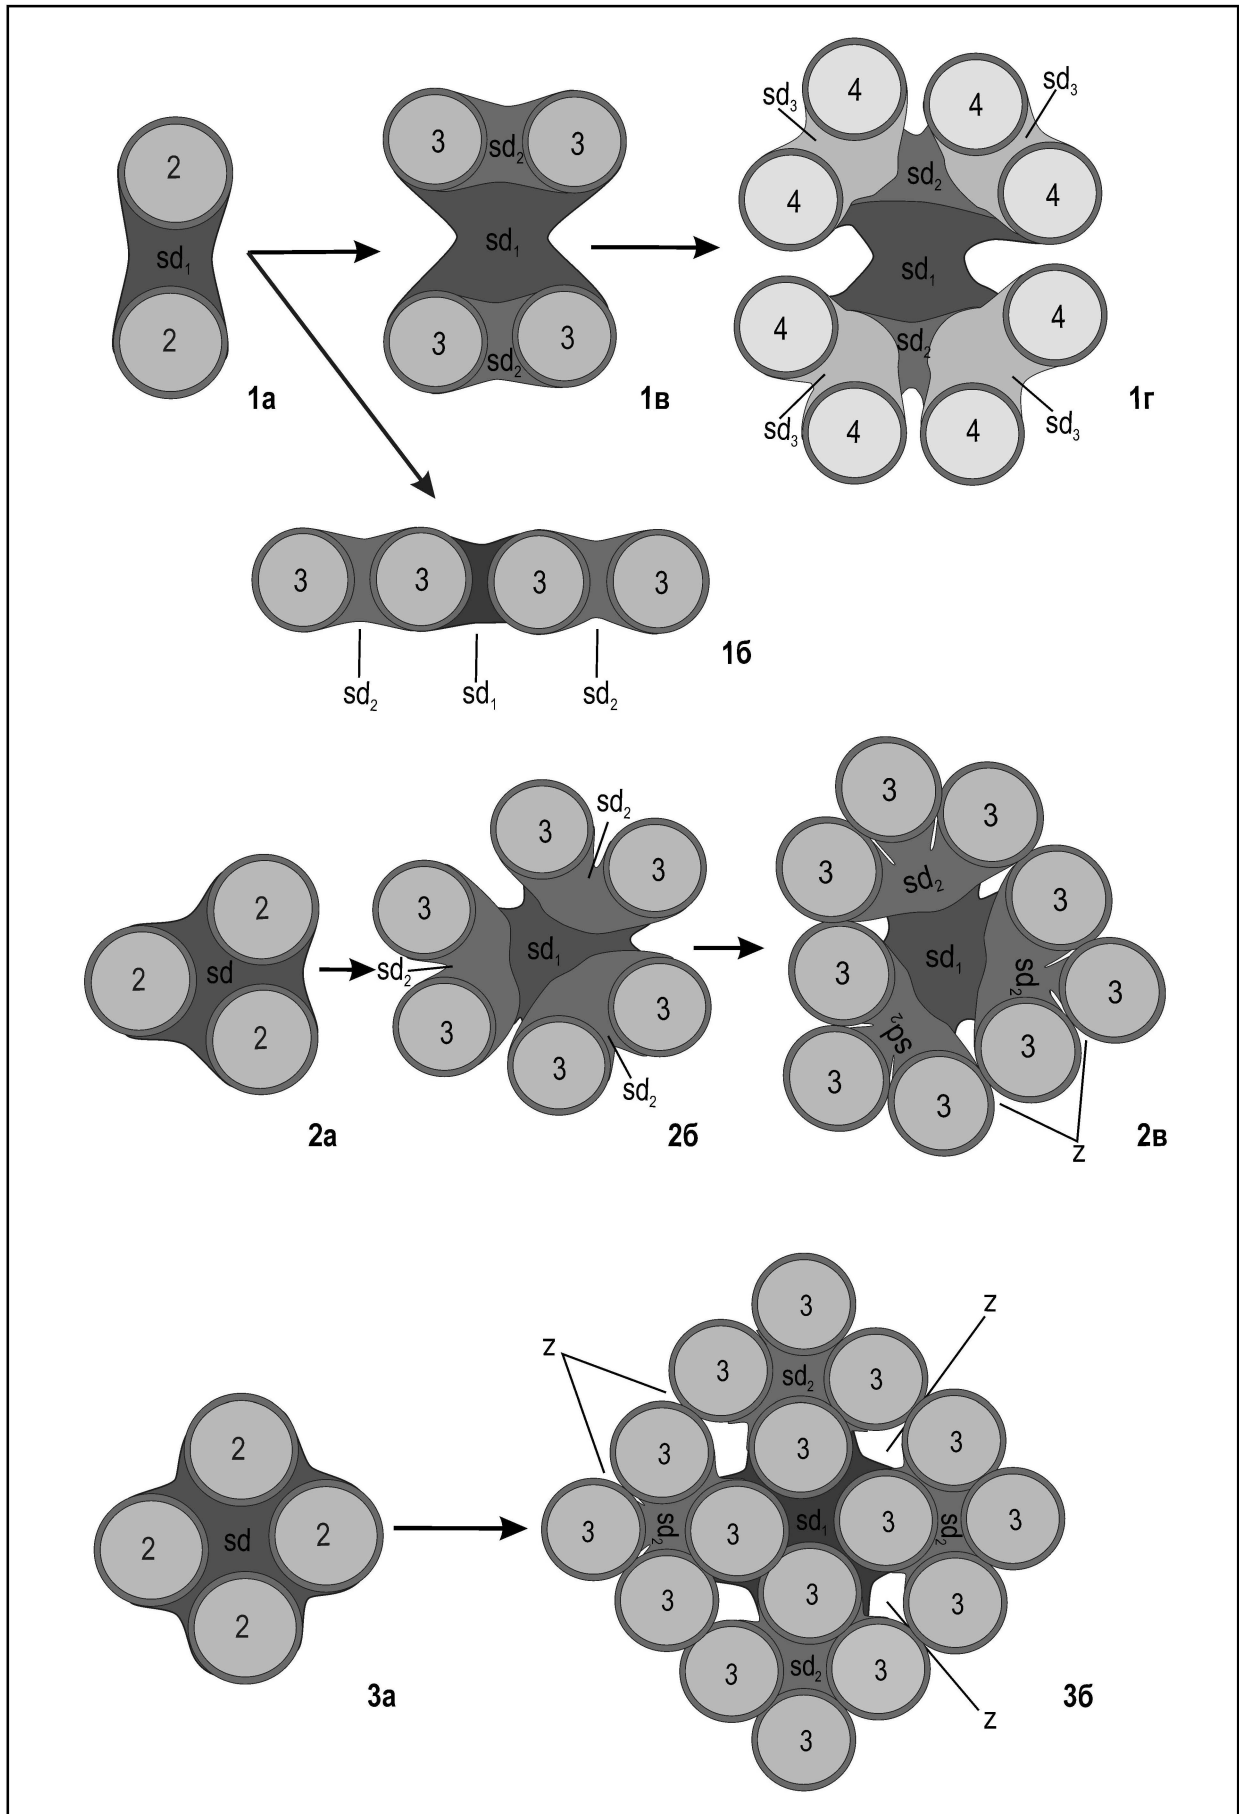 2
sd₁
2
1а
3 sd₂ 3
sd₁
3 sd₂ 3
1в
sd₃ 4 4 sd₃
4 sd₂ 4
sd₁
4 sd₂ 4
sd₃ 4 4 sd₃
1г
3 3 3 3
sd₂ sd₁ sd₂
1б
2
2 sd
2
2а
3 sd₂
3 3
sd₁
sd₂
3 3
3 sd₂
2б
3 3
3 sd₂ 3
3 sd₁ sd₂ 3
sd₂ 3
3 3
z
2в
2
2 sd 2
2
3а
z z
3
3 sd₂ 3
3 3 3
3 sd₂ 3 sd₁ 3 sd₂ 3
3 3 3
3 sd₂ 3
3
z
3б